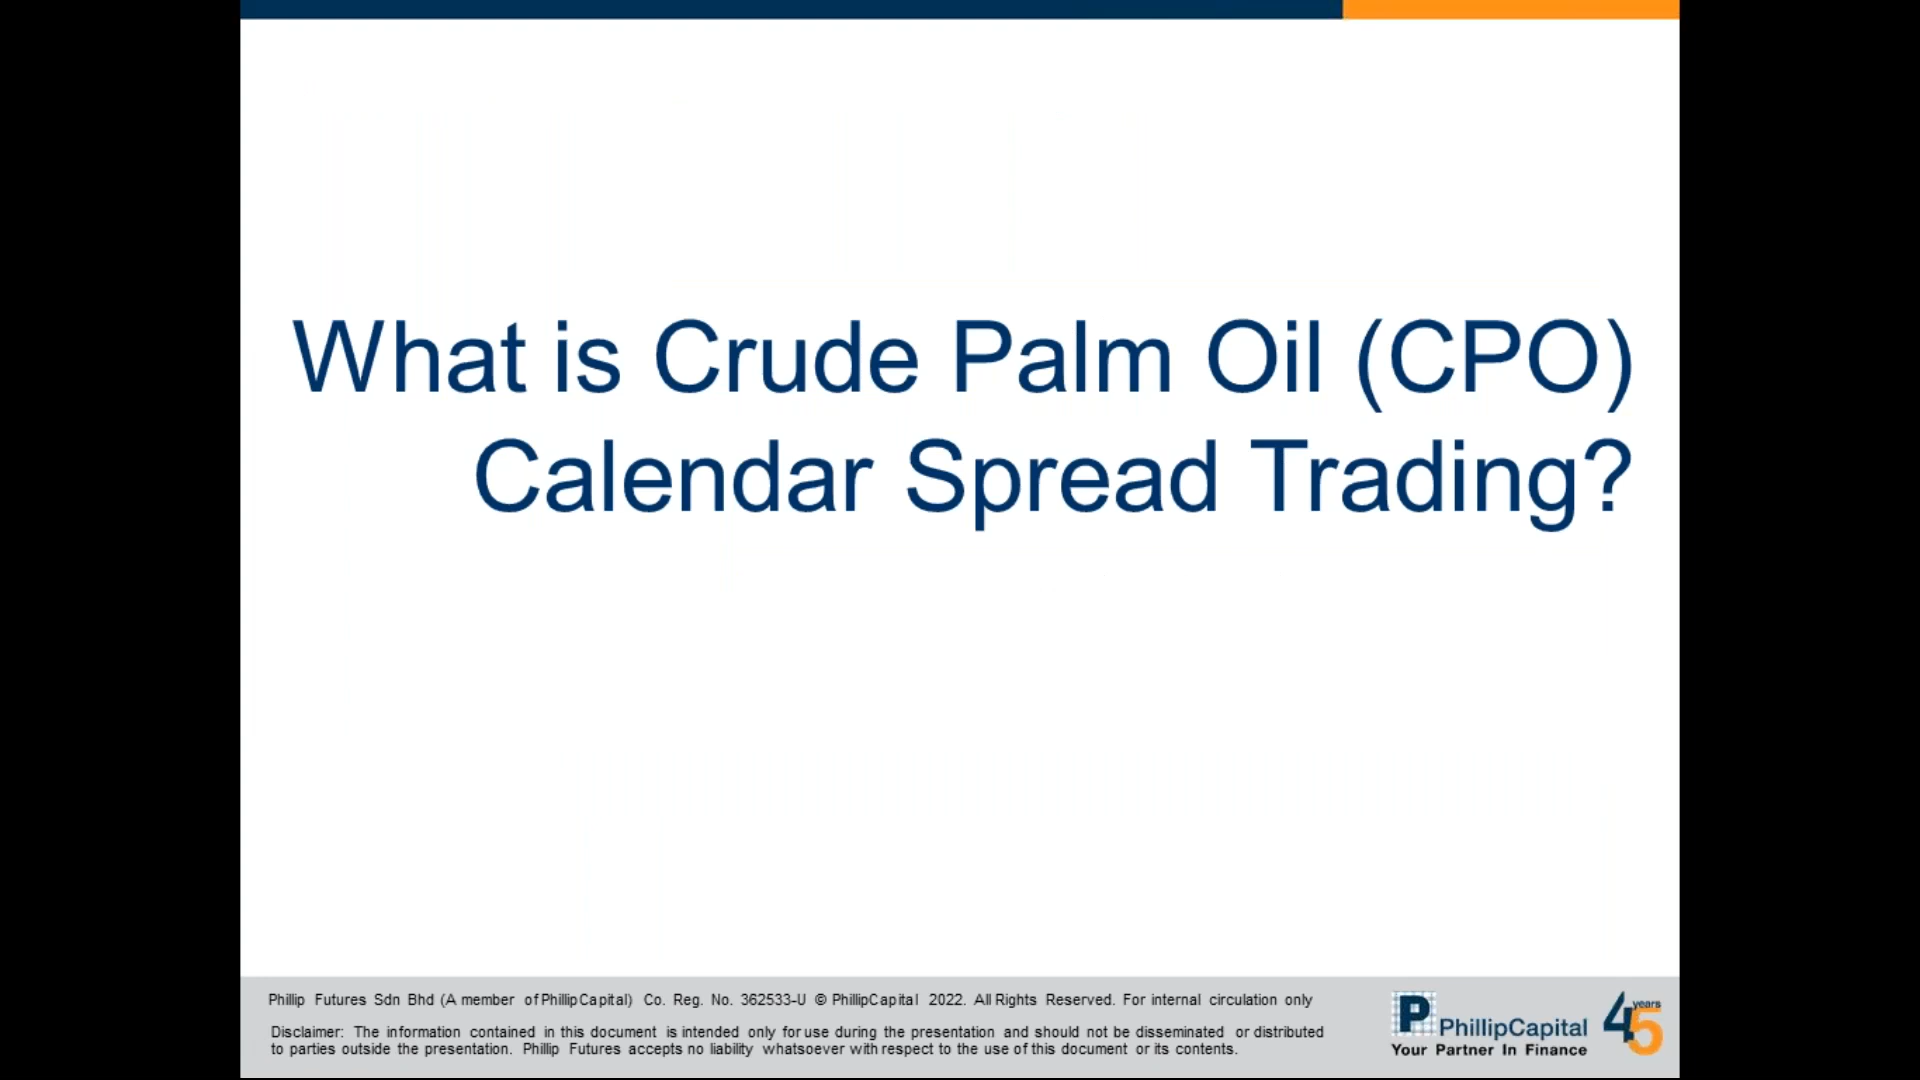 What is Crude Palm Oil (CPO)
Calendar Spread Trading?
Phillip Futures Sdn Bhd (A member of PhillipCapital) Co. Reg. No. 362533-U © PhillipCapital 2022. All Rights Reserved. For internal circulation only
Disclaimer: The information contained in this document is intended only for use during the presentation and should not be disseminated or distributed
to parties outside the presentation. Phillip Futures accepts no liability whatsoever with respect to the use of this document or its contents.
P PhillipCapital
Your Partner In Finance
45 years